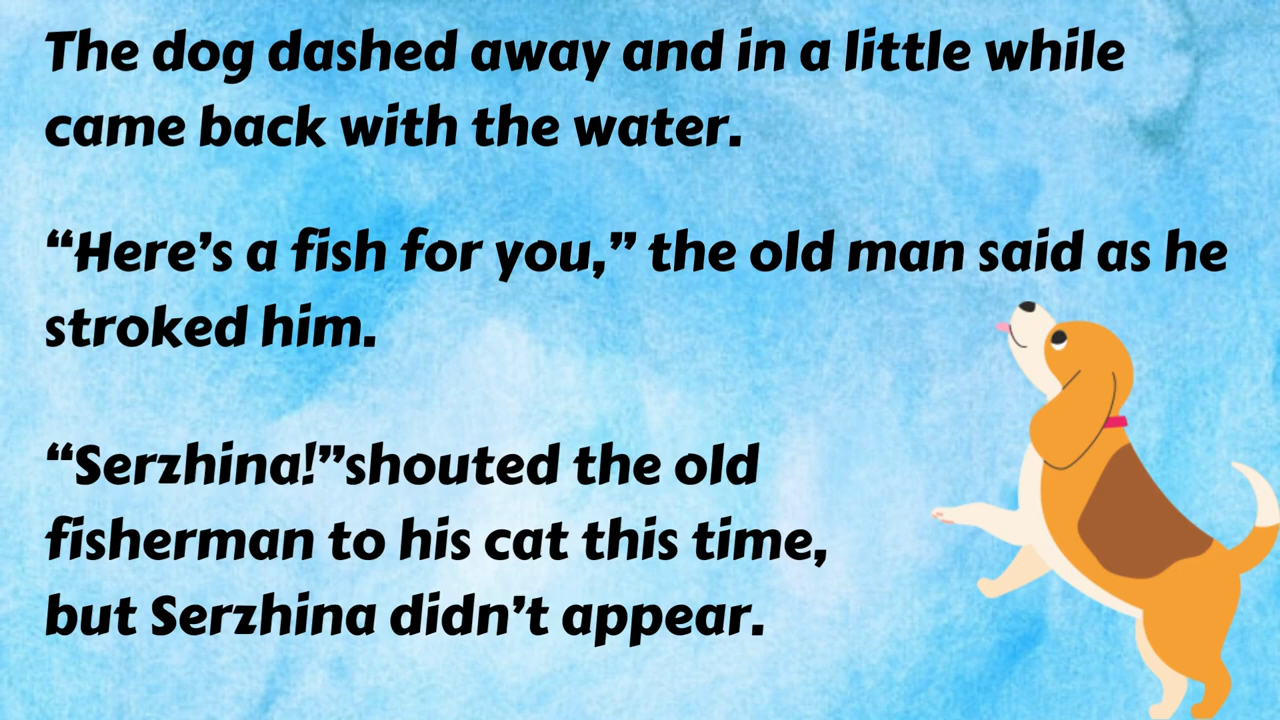 The dog dashed away and in a little while
came back with the water.
“Here’s a fish for you,” the old man said as he
stroked him.
“Serzhina!”shouted the old
fisherman to his cat this time,
but Serzhina didn’t appear.